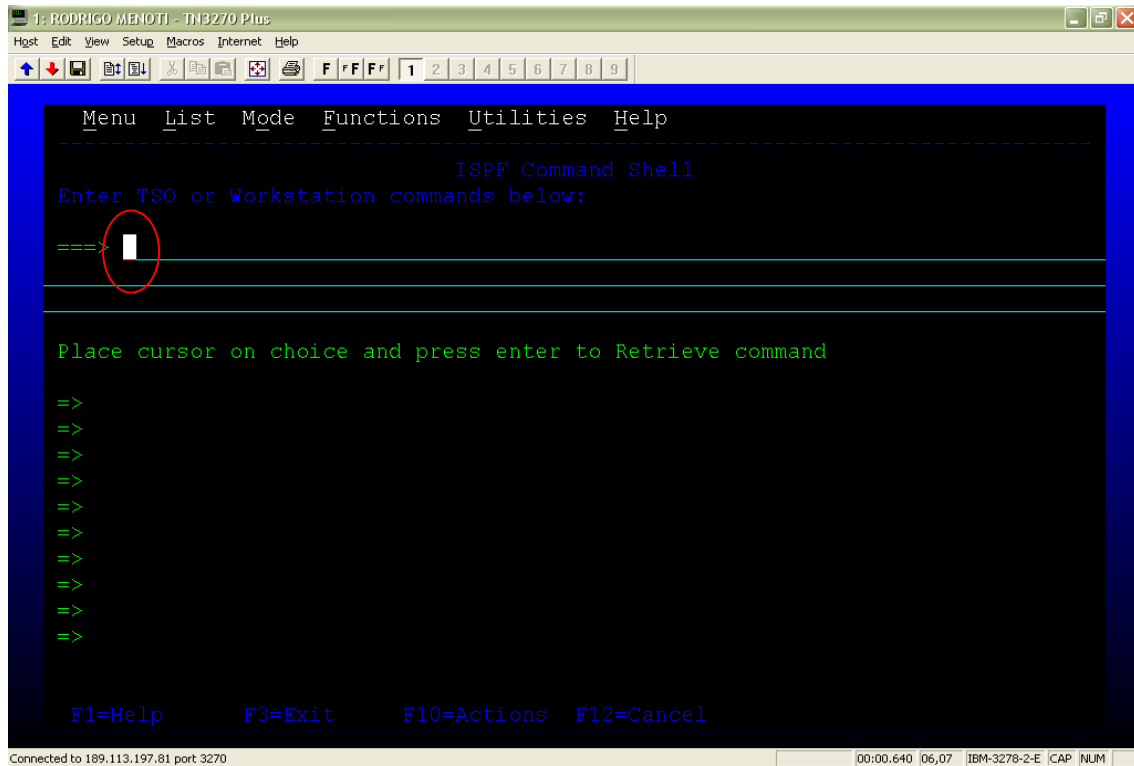 1: RODRIGO MENOTI - TN3270 Plus
Host Edit View Setup Macros Internet Help
F FF FF 1 2 3 4 5 6 7 8 9
Menu List Mode Functions Utilities Help
ISPF Command Shell
Enter TSO or Workstation commands below:
===>
Place cursor on choice and press enter to Retrieve command
=>
=>
=>
=>
=>
=>
=>
=>
=>
=>
F1=Help F3=Exit F10=Actions F12=Cancel
Connected to 189.113.197.81 port 3270 00:00.640 06,07 IBM-3278-2-E CAP NUM